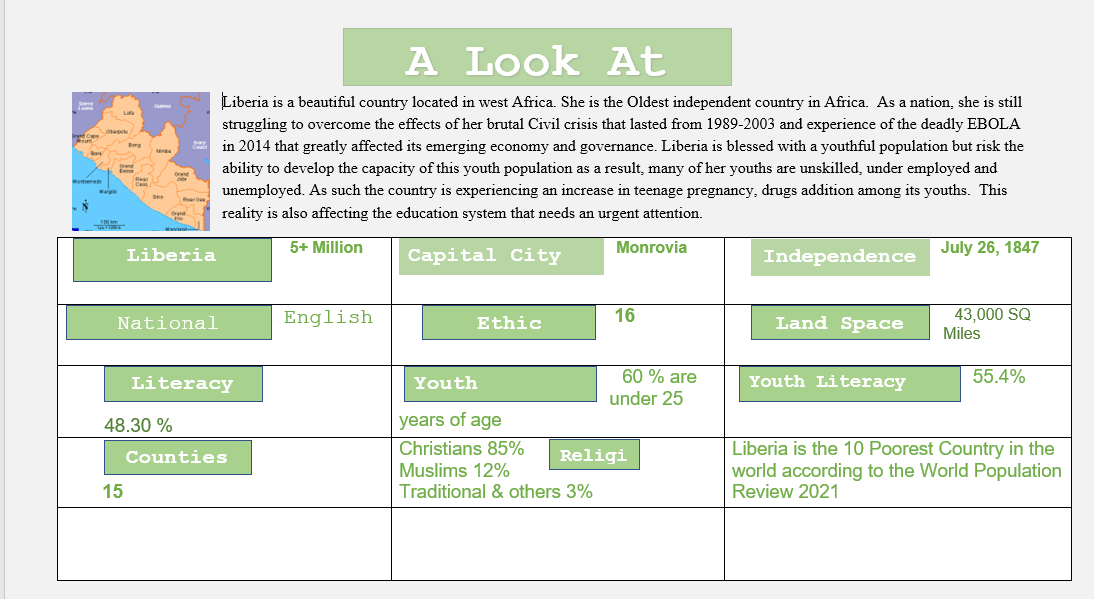 A Look At
Sierra Leone
Guinea
Lofa
Grand Cape Mount
Gbarpolu
Bong
Ivory Coast
Bomi
Nimba
Montserrado
Grand Bassa
Margibi
River Cess
Grand Gedeh
Sinoe
River Gee
N
Grand Kru
100 km
Maryland
Liberia is a beautiful country located in west Africa. She is the Oldest independent country in Africa.  As a nation, she is still
struggling to overcome the effects of her brutal Civil crisis that lasted from 1989-2003 and experience of the deadly EBOLA
in 2014 that greatly affected its emerging economy and governance. Liberia is blessed with a youthful population but risk the
ability to develop the capacity of this youth population as a result, many of her youths are unskilled, under employed and
unemployed. As such the country is experiencing an increase in teenage pregnancy, drugs addition among its youths.  This
reality is also affecting the education system that needs an urgent attention.
Liberia 5+ Million
Capital City Monrovia
Independence July 26, 1847
National English
Ethic 16
Land Space 43,000 SQ
Miles
Literacy
48.30 %
Youth 60 % are
under 25
years of age
Youth Literacy 55.4%
Counties
15
Christians 85% Religi
Muslims 12%
Traditional & others 3%
Liberia is the 10 Poorest Country in the
world according to the World Population
Review 2021